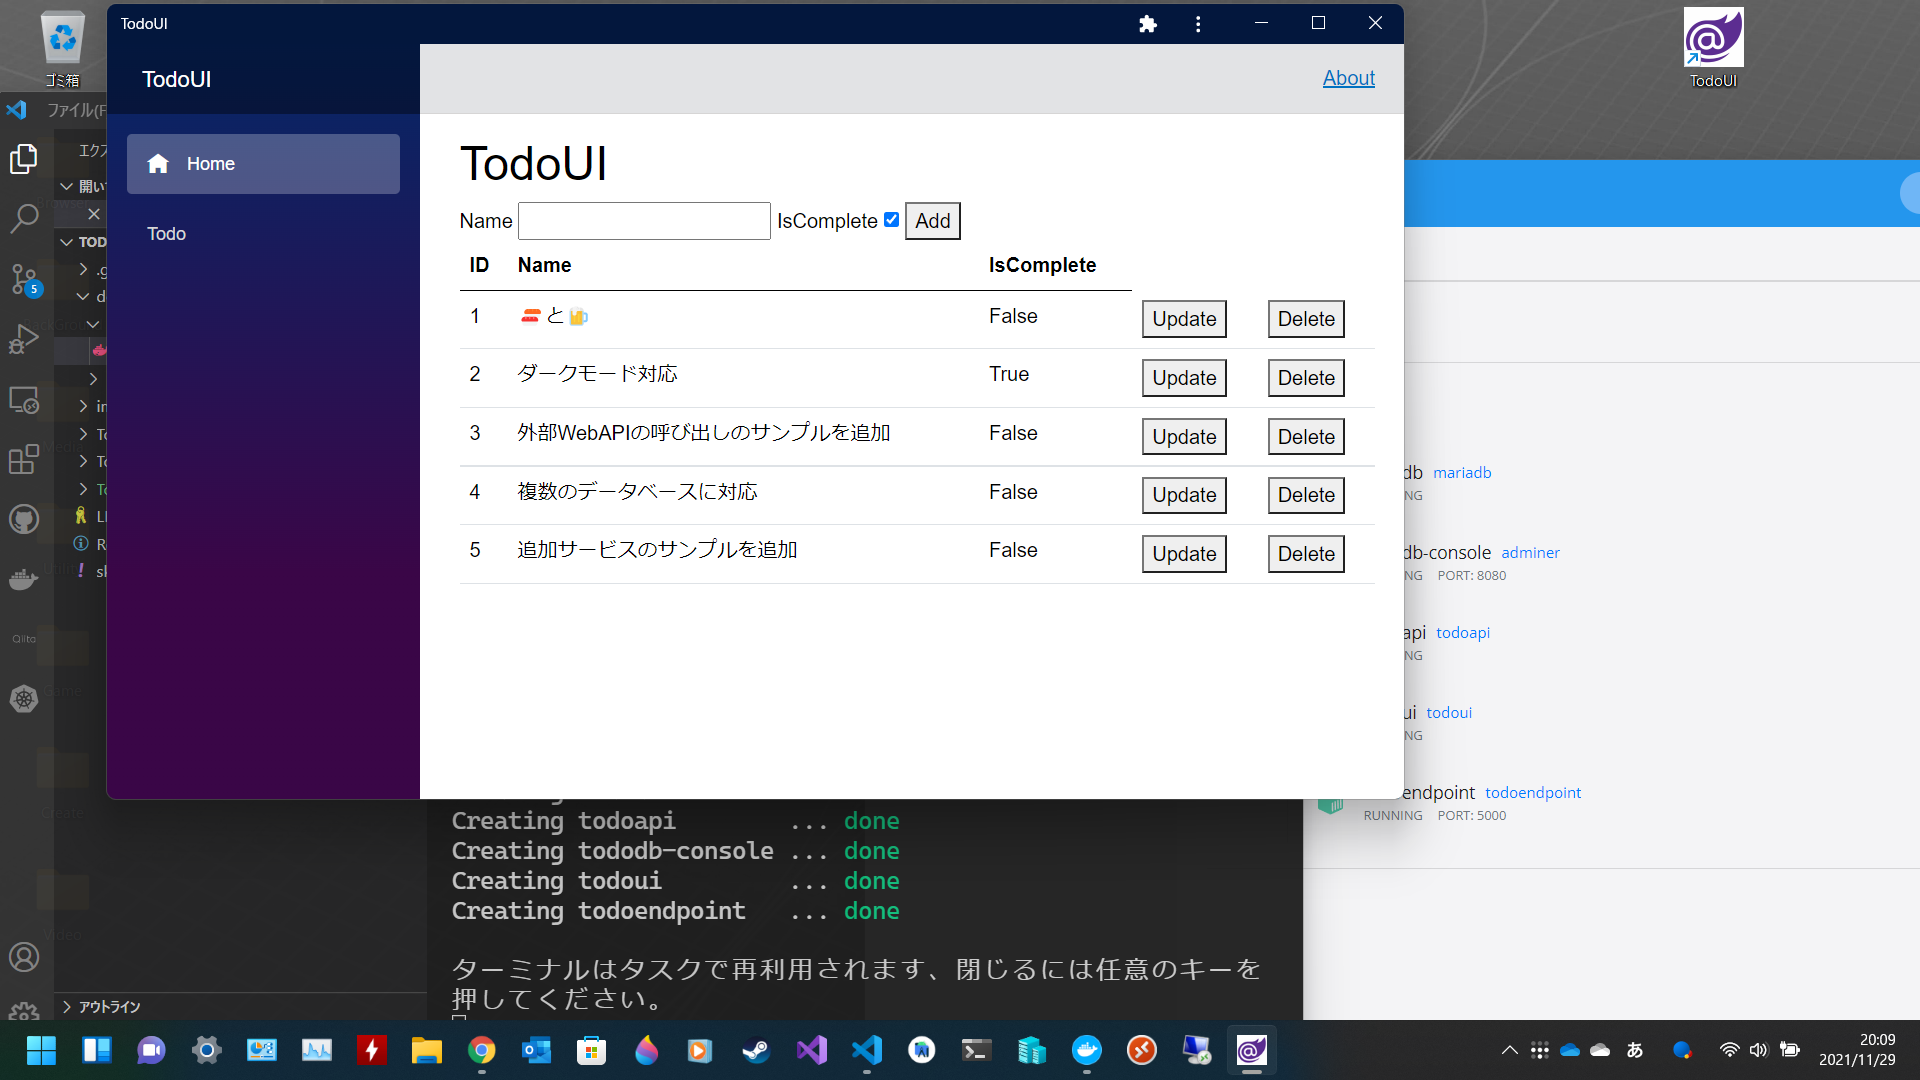 TodoUI
ゴミ箱
ファイル(F
エクス
開い
TOD
5
アウトライン
TodoUI
About
Home
Todo
TodoUI
Name IsComplete Add
ID Name IsComplete
1 🍣と🍺 False Update Delete
2 ダークモード対応 True Update Delete
3 外部WebAPIの呼び出しのサンプルを追加 False Update Delete
4 複数のデータベースに対応 False Update Delete
5 追加サービスのサンプルを追加 False Update Delete
TodoUI
db mariadb
NG
db-console adminer
NG PORT: 8080
api todoapi
NG
ui todoui
NG
endpoint todoendpoint
RUNNING PORT: 5000
Creating todoapi ... done
Creating tododb-console ... done
Creating todoui ... done
Creating todoendpoint ... done
ターミナルはタスクで再利用されます、閉じるには任意のキーを
押してください。
Qiita
あ
20:09
2021/11/29